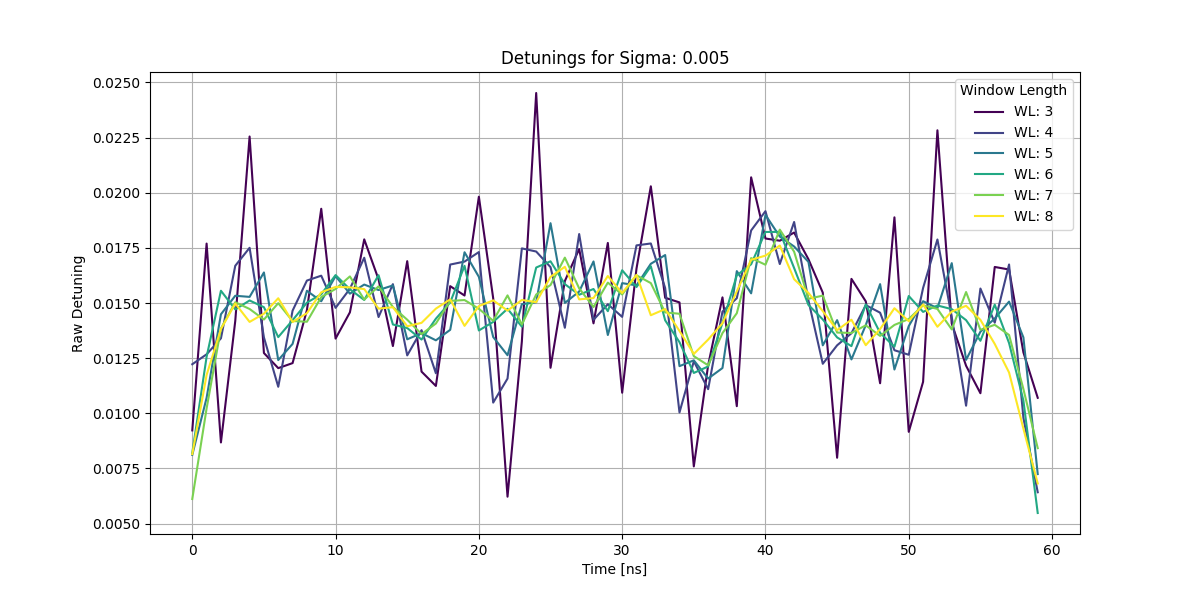 Detunings for Sigma: 0.005
Raw Detuning
0.0250
0.0225
0.0200
0.0175
0.0150
0.0125
0.0100
0.0075
0.0050
Window Length
WL: 3
WL: 4
WL: 5
WL: 6
WL: 7
WL: 8
0 10 20 30 40 50 60
Time [ns]